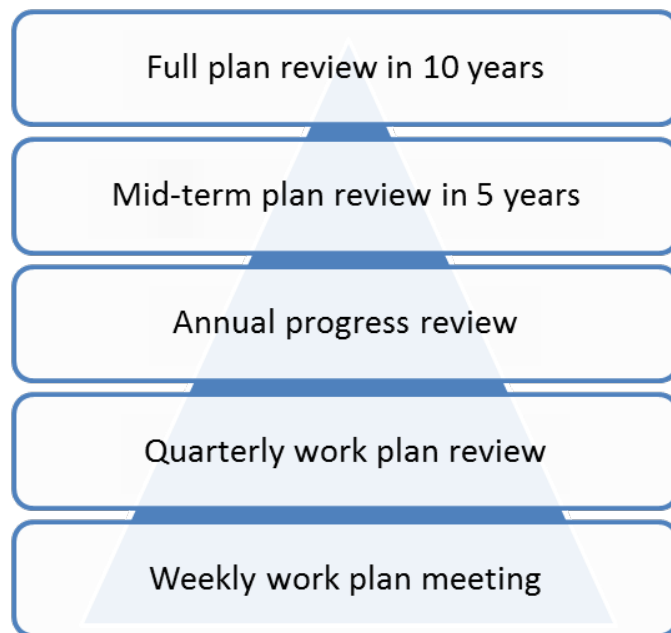 Full plan review in 10 years
Mid-term plan review in 5 years
Annual progress review
Quarterly work plan review
Weekly work plan meeting